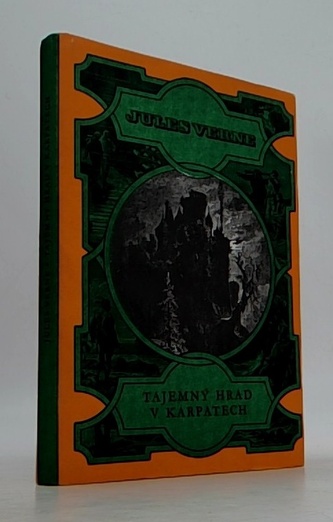 JULES VERNE
TAJEMNÝ HRAD
V KARPATECH